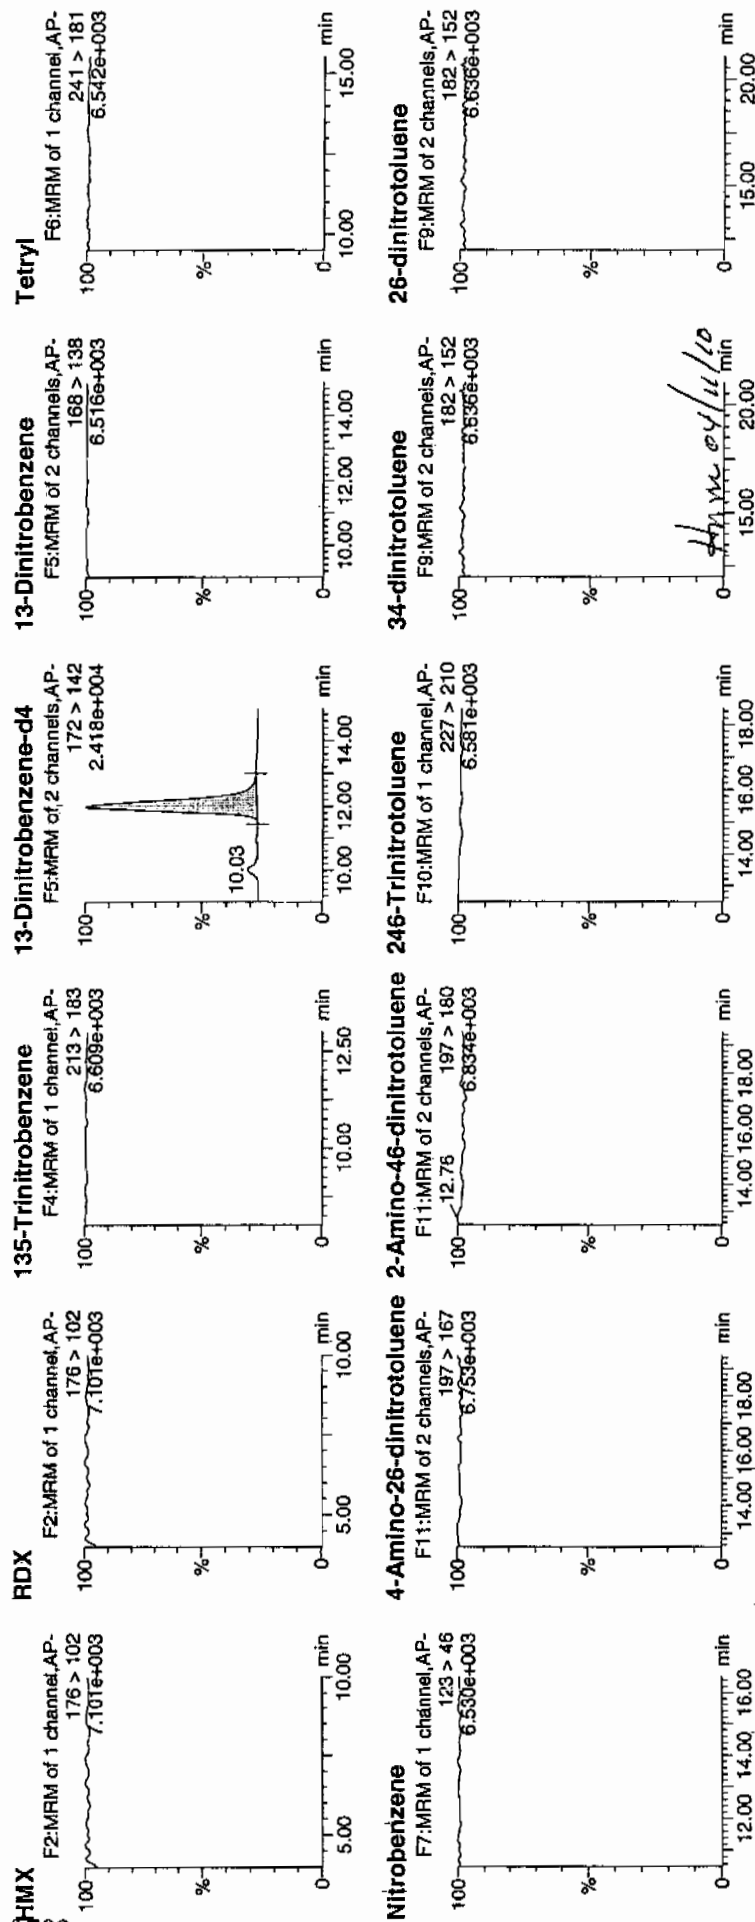 HMX
F2:MRM of 1 channel,AP-
176 > 102
7.101e+003
100
%
0
5.00
10.00
min
RDX
F2:MRM of 1 channel,AP-
176 > 102
7.101e+003
100
%
0
5.00
10.00
min
135-Trinitrobenzene
F4:MRM of 1 channel,AP-
213 > 183
6.609e+003
100
%
0
10.00
12.50
min
13-Dinitrobenzene-d4
F5:MRM of 2 channels,AP-
172 > 142
2.418e+004
100
10.03
%
0
10.00
12.00
14.00
min
13-Dinitrobenzene
F5:MRM of 2 channels,AP-
168 > 138
6.516e+003
100
%
0
10.00
12.00
14.00
min
Tetryl
F6:MRM of 1 channel,AP-
241 > 181
6.542e+003
100
%
0
10.00
15.00
min
Nitrobenzene
F7:MRM of 1 channel,AP-
123 > 46
6.530e+003
100
%
0
12.00
14.00
16.00
min
4-Amino-26-dinitrotoluene
F11:MRM of 2 channels,AP-
197 > 167
6.753e+003
100
%
0
14.00
16.00
18.00
min
2-Amino-46-dinitrotoluene
F11:MRM of 2 channels,AP-
197 > 180
6.834e+003
100
12.76
%
0
14.00
16.00
18.00
min
246-Trinitrotoluene
F10:MRM of 1 channel,AP-
227 > 210
6.581e+003
100
%
0
14.00
16.00
18.00
min
34-dinitrotoluene
F9:MRM of 2 channels,AP-
182 > 152
6.636e+003
100
%
0
15.00
20.00
min
04/11/10
26-dinitrotoluene
F9:MRM of 2 channels,AP-
182 > 152
6.636e+003
100
%
0
15.00
20.00
min